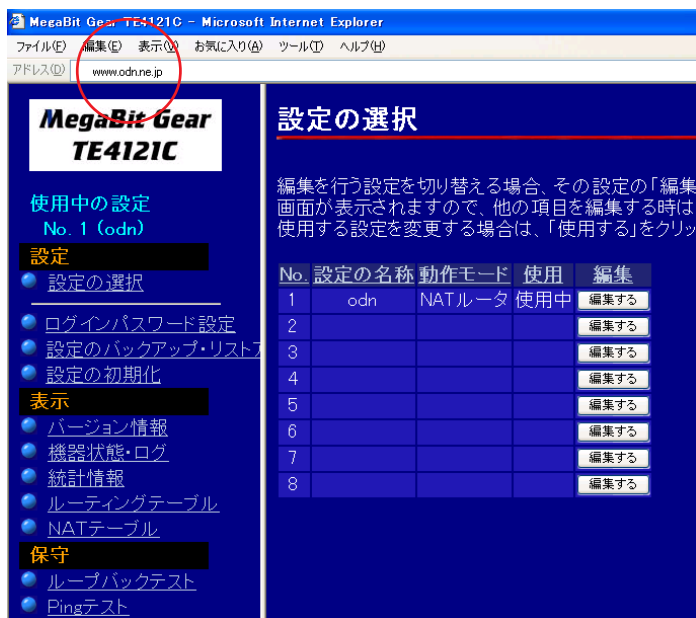 MegaBit Gear TE4121C - Microsoft Internet Explorer
ファイル(F) 編集(E) 表示(V) お気に入り(A) ツール(T) ヘルプ(H)
アドレス(D) www.odn.ne.jp
MegaBit Gear
TE4121C
使用中の設定
No. 1 (odn)
設定
設定の選択
ログインパスワード設定
設定のバックアップ・リストア
設定の初期化
表示
バージョン情報
機器状態・ログ
統計情報
ルーティングテーブル
NATテーブル
保守
ループバックテスト
Pingテスト
設定の選択
編集を行う設定を切り替える場合、その設定の「編集
画面が表示されますので、他の項目を編集する時は
使用する設定を変更する場合は、「使用する」をクリッ
No. 設定の名称 動作モード 使用 編集
1 odn NATルータ 使用中 編集する
2 編集する
3 編集する
4 編集する
5 編集する
6 編集する
7 編集する
8 編集する